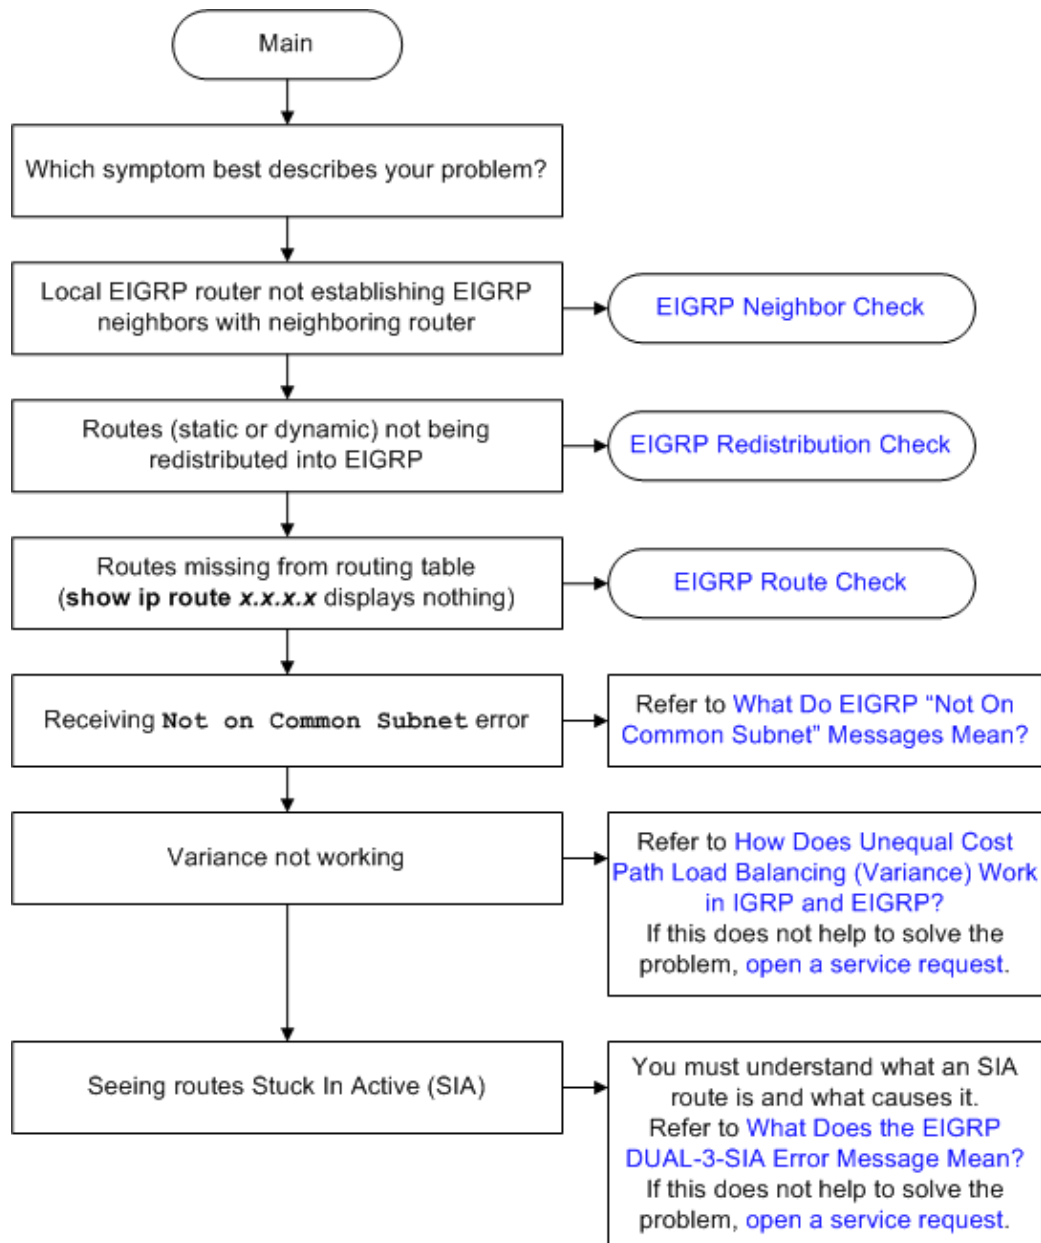 Main
Which symptom best describes your problem?
Local EIGRP router not establishing EIGRP
neighbors with neighboring router
EIGRP Neighbor Check
Routes (static or dynamic) not being
redistributed into EIGRP
EIGRP Redistribution Check
Routes missing from routing table
(show ip route x.x.x.x displays nothing)
EIGRP Route Check
Receiving Not on Common Subnet error
Refer to What Do EIGRP “Not On
Common Subnet” Messages Mean?
Variance not working
Refer to How Does Unequal Cost
Path Load Balancing (Variance) Work
in IGRP and EIGRP?
If this does not help to solve the
problem, open a service request.
Seeing routes Stuck In Active (SIA)
You must understand what an SIA
route is and what causes it.
Refer to What Does the EIGRP
DUAL-3-SIA Error Message Mean?
If this does not help to solve the
problem, open a service request.